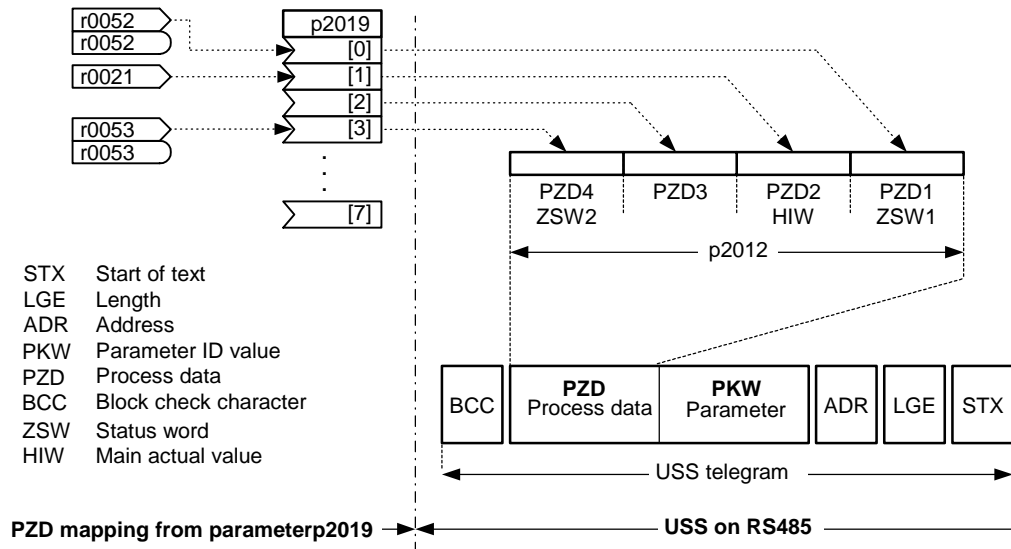 r0052
r0052
r0021
r0053
r0053
p2019
[0]
[1]
[2]
[3]
[7]
PZD4 PZD3 PZD2 PZD1
ZSW2 HIW ZSW1
p2012
STX Start of text
LGE Length
ADR Address
PKW Parameter ID value
PZD Process data
BCC Block check character
ZSW Status word
HIW Main actual value
BCC
PZD
Process data
PKW
Parameter
ADR
LGE
STX
USS telegram
PZD mapping from parameterp2019
USS on RS485